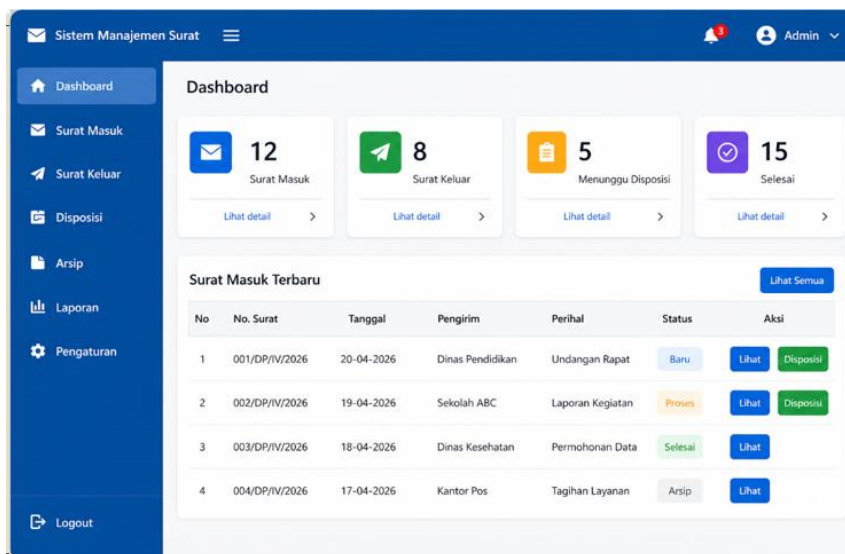 Sistem Manajemen Surat
3
Admin
Dashboard
Surat Masuk
Surat Keluar
Disposisi
Arsip
Laporan
Pengaturan
Logout
Dashboard
12
Surat Masuk
Lihat detail
8
Surat Keluar
Lihat detail
5
Menunggu Disposisi
Lihat detail
15
Selesai
Lihat detail
Surat Masuk Terbaru
Lihat Semua
No No. Surat Tanggal Pengirim Perihal Status Aksi
1 001/DP/IV/2026 20-04-2026 Dinas Pendidikan Undangan Rapat Baru Lihat Disposisi
2 002/DP/IV/2026 19-04-2026 Sekolah ABC Laporan Kegiatan Proses Lihat Disposisi
3 003/DP/IV/2026 18-04-2026 Dinas Kesehatan Permohonan Data Selesai Lihat
4 004/DP/IV/2026 17-04-2026 Kantor Pos Tagihan Layanan Arsip Lihat